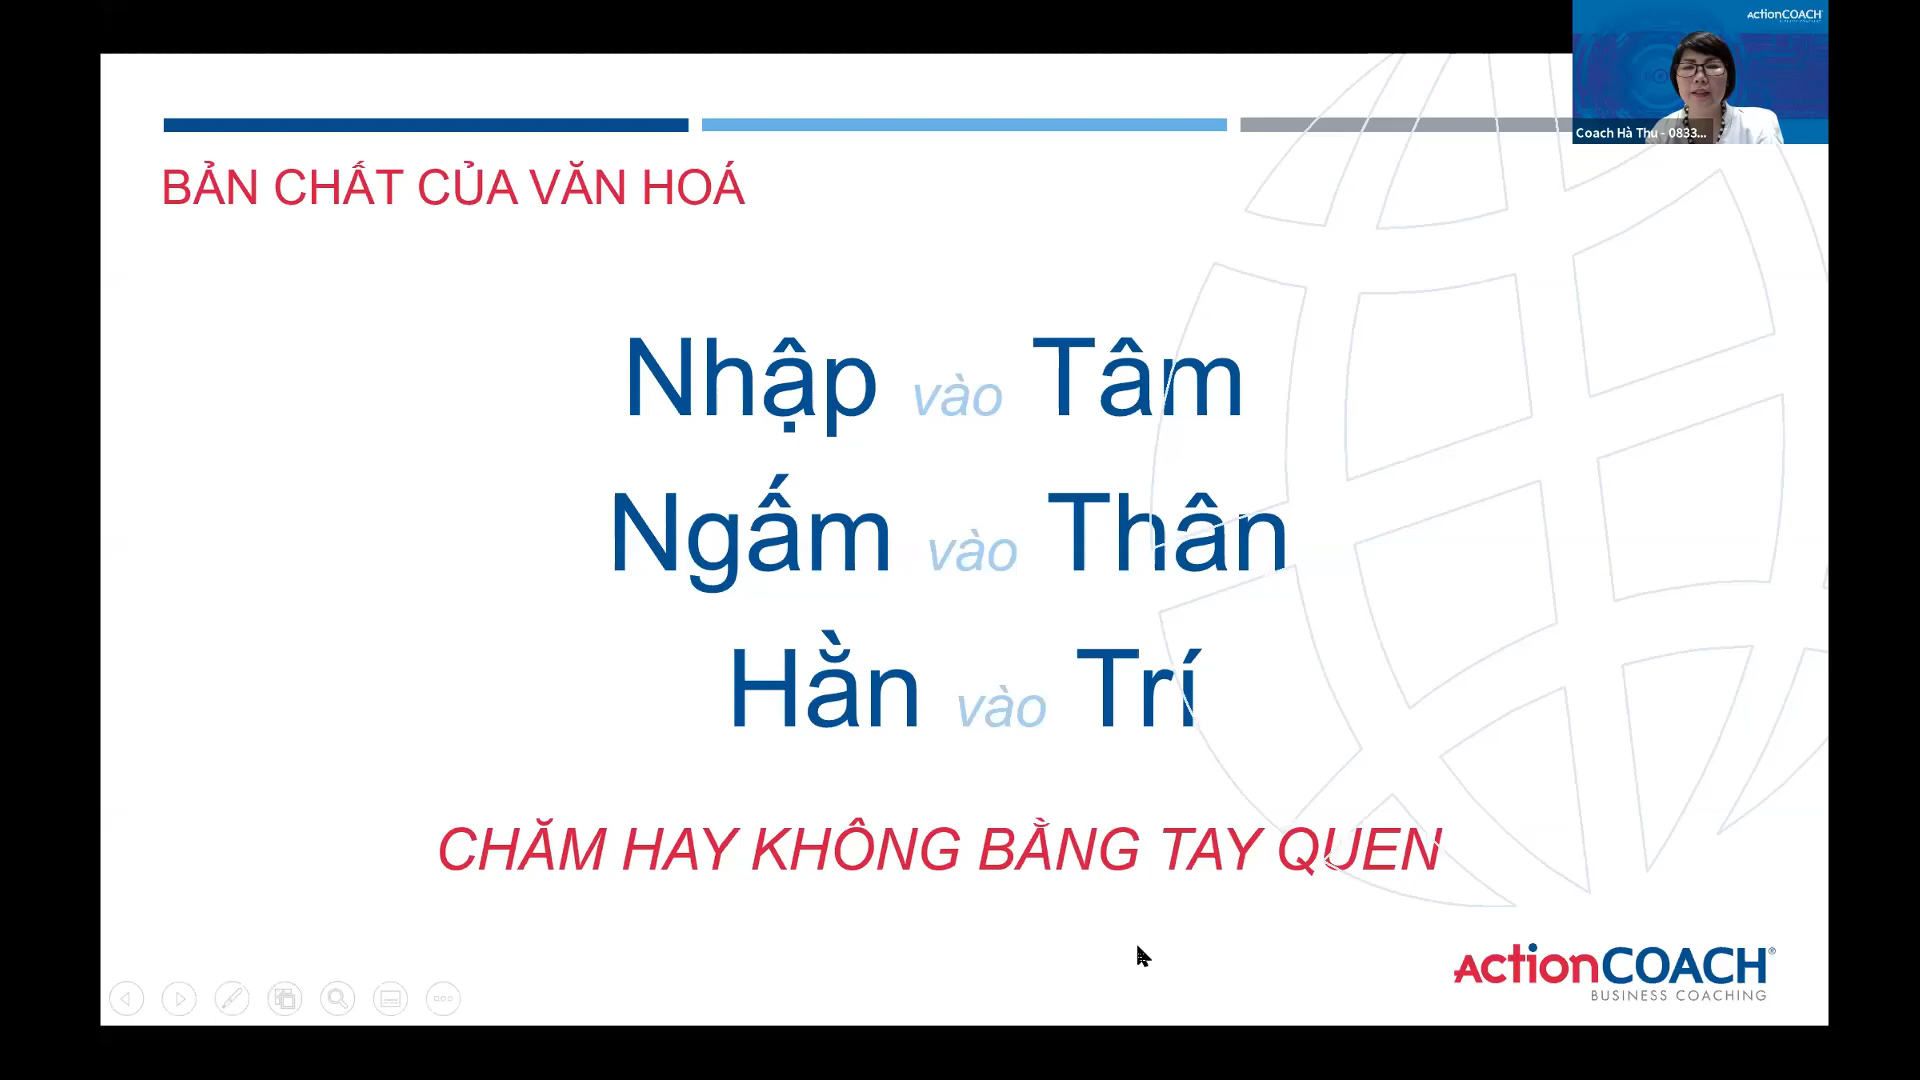 actionCOACH
Coach Hà Thu - 0833...
BẢN CHẤT CỦA VĂN HOÁ
Nhập vào Tâm
Ngấm vào Thân
Hằn vào Trí
CHĂM HAY KHÔNG BẰNG TAY QUEN
actionCOACH®
BUSINESS COACHING